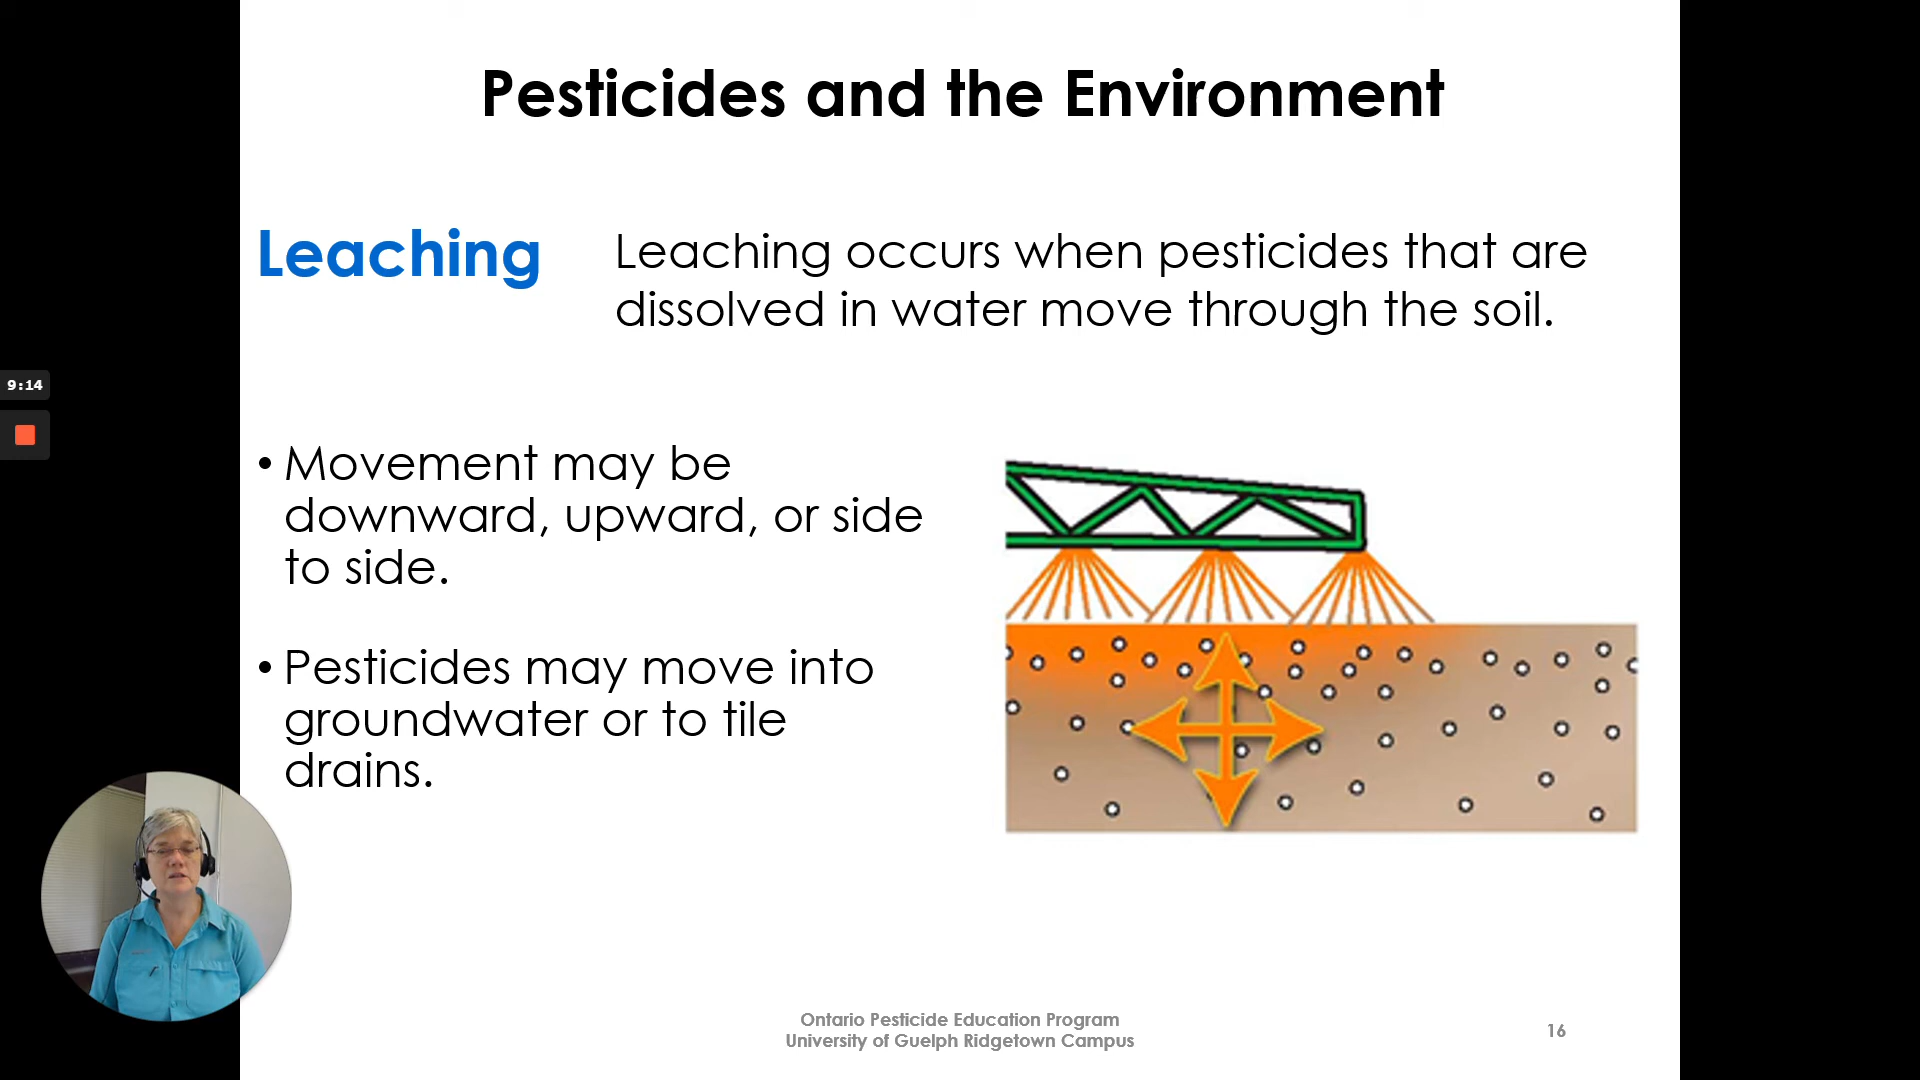 Pesticides and the Environment
Leaching
Leaching occurs when pesticides that are
dissolved in water move through the soil.
9:14
• Movement may be
downward, upward, or side
to side.
• Pesticides may move into
groundwater or to tile
drains.
Ontario Pesticide Education Program
University of Guelph Ridgetown Campus
16